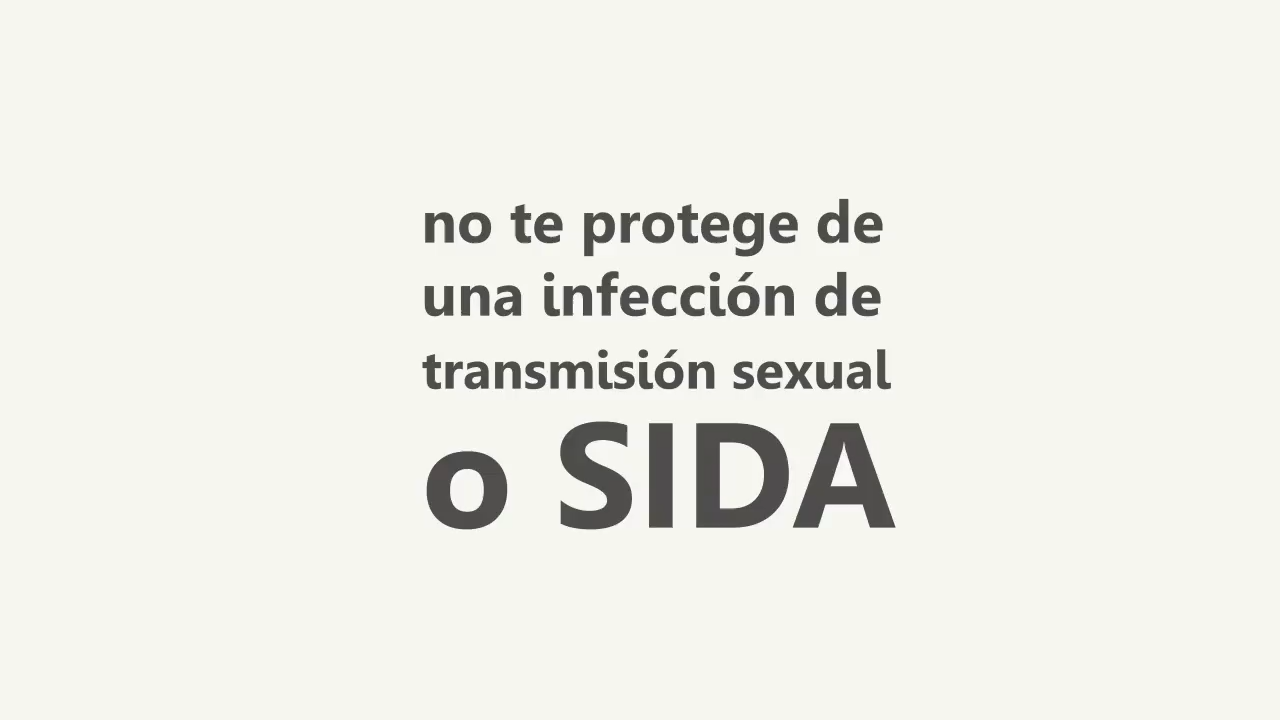 no te protege de
una infección de
transmisión sexual
o SIDA